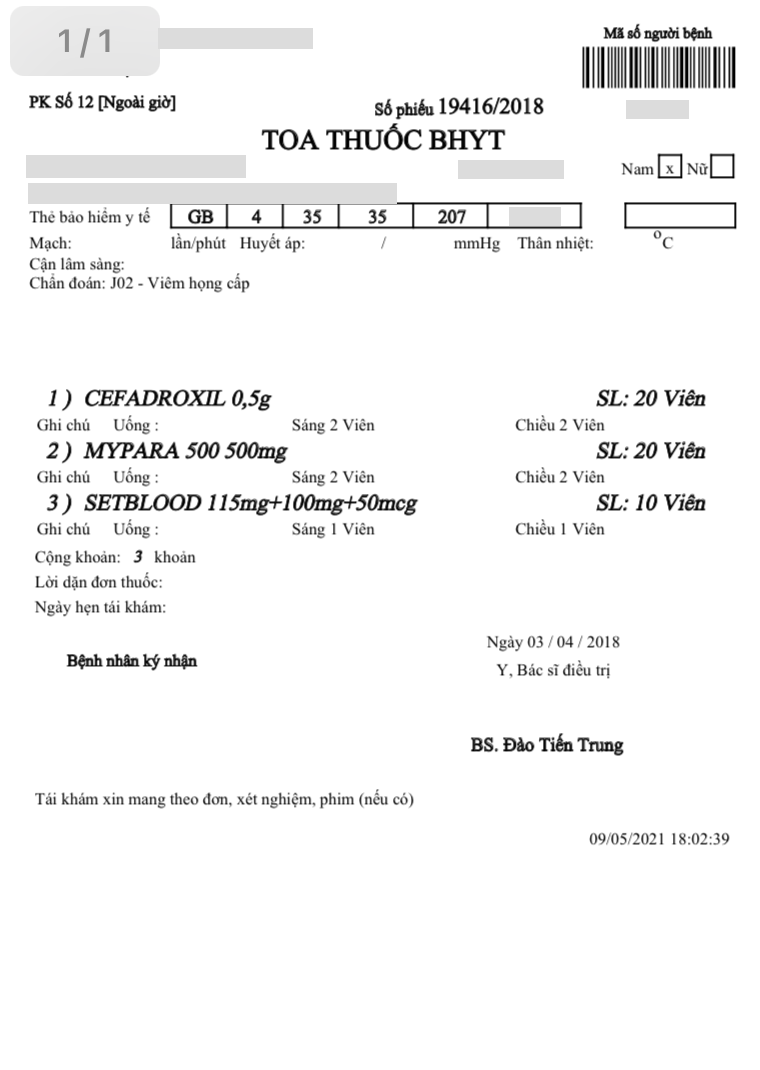 1/1
Mã số người bệnh
PK Số 12 [Ngoài giờ]
Số phiếu 19416/2018
TOA THUỐC BHYT
Nam x Nữ
Thẻ bảo hiểm y tế GB 4 35 35 207
Mạch: lần/phút Huyết áp: / mmHg Thân nhiệt: °C
Cận lâm sàng:
Chẩn đoán: J02 - Viêm họng cấp
1 ) CEFADROXIL 0,5g SL: 20 Viên
Ghi chú Uống : Sáng 2 Viên Chiều 2 Viên
2 ) MYPARA 500 500mg SL: 20 Viên
Ghi chú Uống : Sáng 2 Viên Chiều 2 Viên
3 ) SETBLOOD 115mg+100mg+50mcg SL: 10 Viên
Ghi chú Uống : Sáng 1 Viên Chiều 1 Viên
Cộng khoản: 3 khoản
Lời dặn đơn thuốc:
Ngày hẹn tái khám:
Ngày 03 / 04 / 2018
Bệnh nhân ký nhận
Y, Bác sĩ điều trị
BS. Đào Tiến Trung
Tái khám xin mang theo đơn, xét nghiệm, phim (nếu có)
09/05/2021 18:02:39